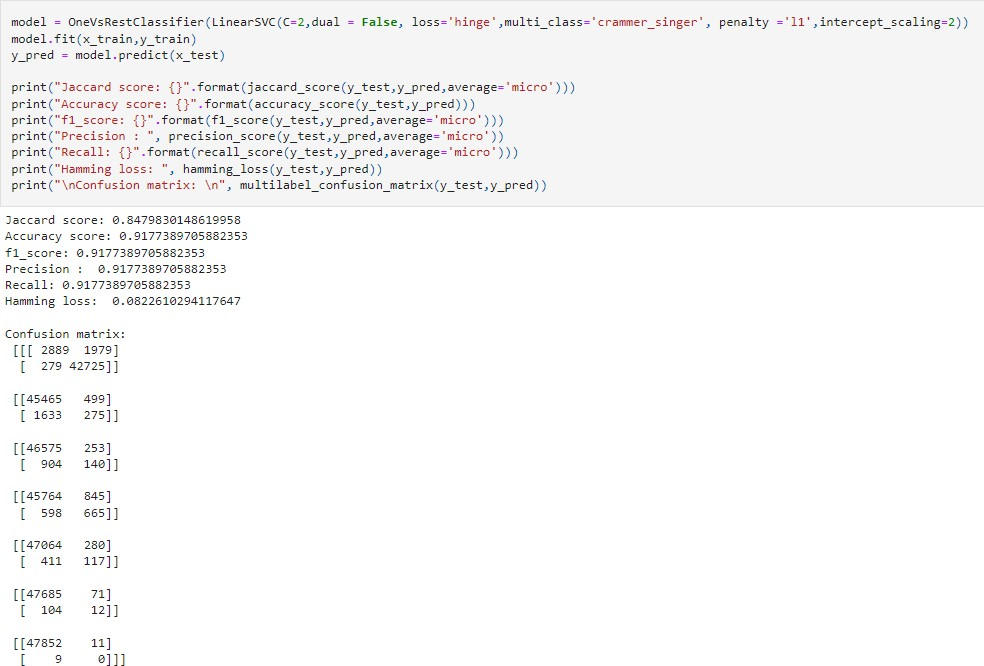 model = OneVsRestClassifier(LinearSVC(C=2,dual = False, loss='hinge',multi_class='crammer_singer', penalty ='l1',intercept_scaling=2))
model.fit(x_train,y_train)
y_pred = model.predict(x_test)
print("Jaccard score: {}".format(jaccard_score(y_test,y_pred,average='micro')))
print("Accuracy score: {}".format(accuracy_score(y_test,y_pred)))
print("f1_score: {}".format(f1_score(y_test,y_pred,average='micro')))
print("Precision : ", precision_score(y_test,y_pred,average='micro'))
print("Recall: {}".format(recall_score(y_test,y_pred,average='micro')))
print("Hamming loss: ", hamming_loss(y_test,y_pred))
print("\nConfusion matrix: \n", multilabel_confusion_matrix(y_test,y_pred))
Jaccard score: 0.8479830148619958
Accuracy score: 0.9177389705882353
f1_score: 0.9177389705882353
Precision :  0.9177389705882353
Recall: 0.9177389705882353
Hamming loss:  0.0822610294117647
Confusion matrix:
[[[ 2889  1979]
[  279 42725]]
[[45465   499]
[ 1633   275]]
[[46575   253]
[  904   140]]
[[45764   845]
[  598   665]]
[[47064   280]
[  411   117]]
[[47685    71]
[  104    12]]
[[47852    11]
[    9     0]]]